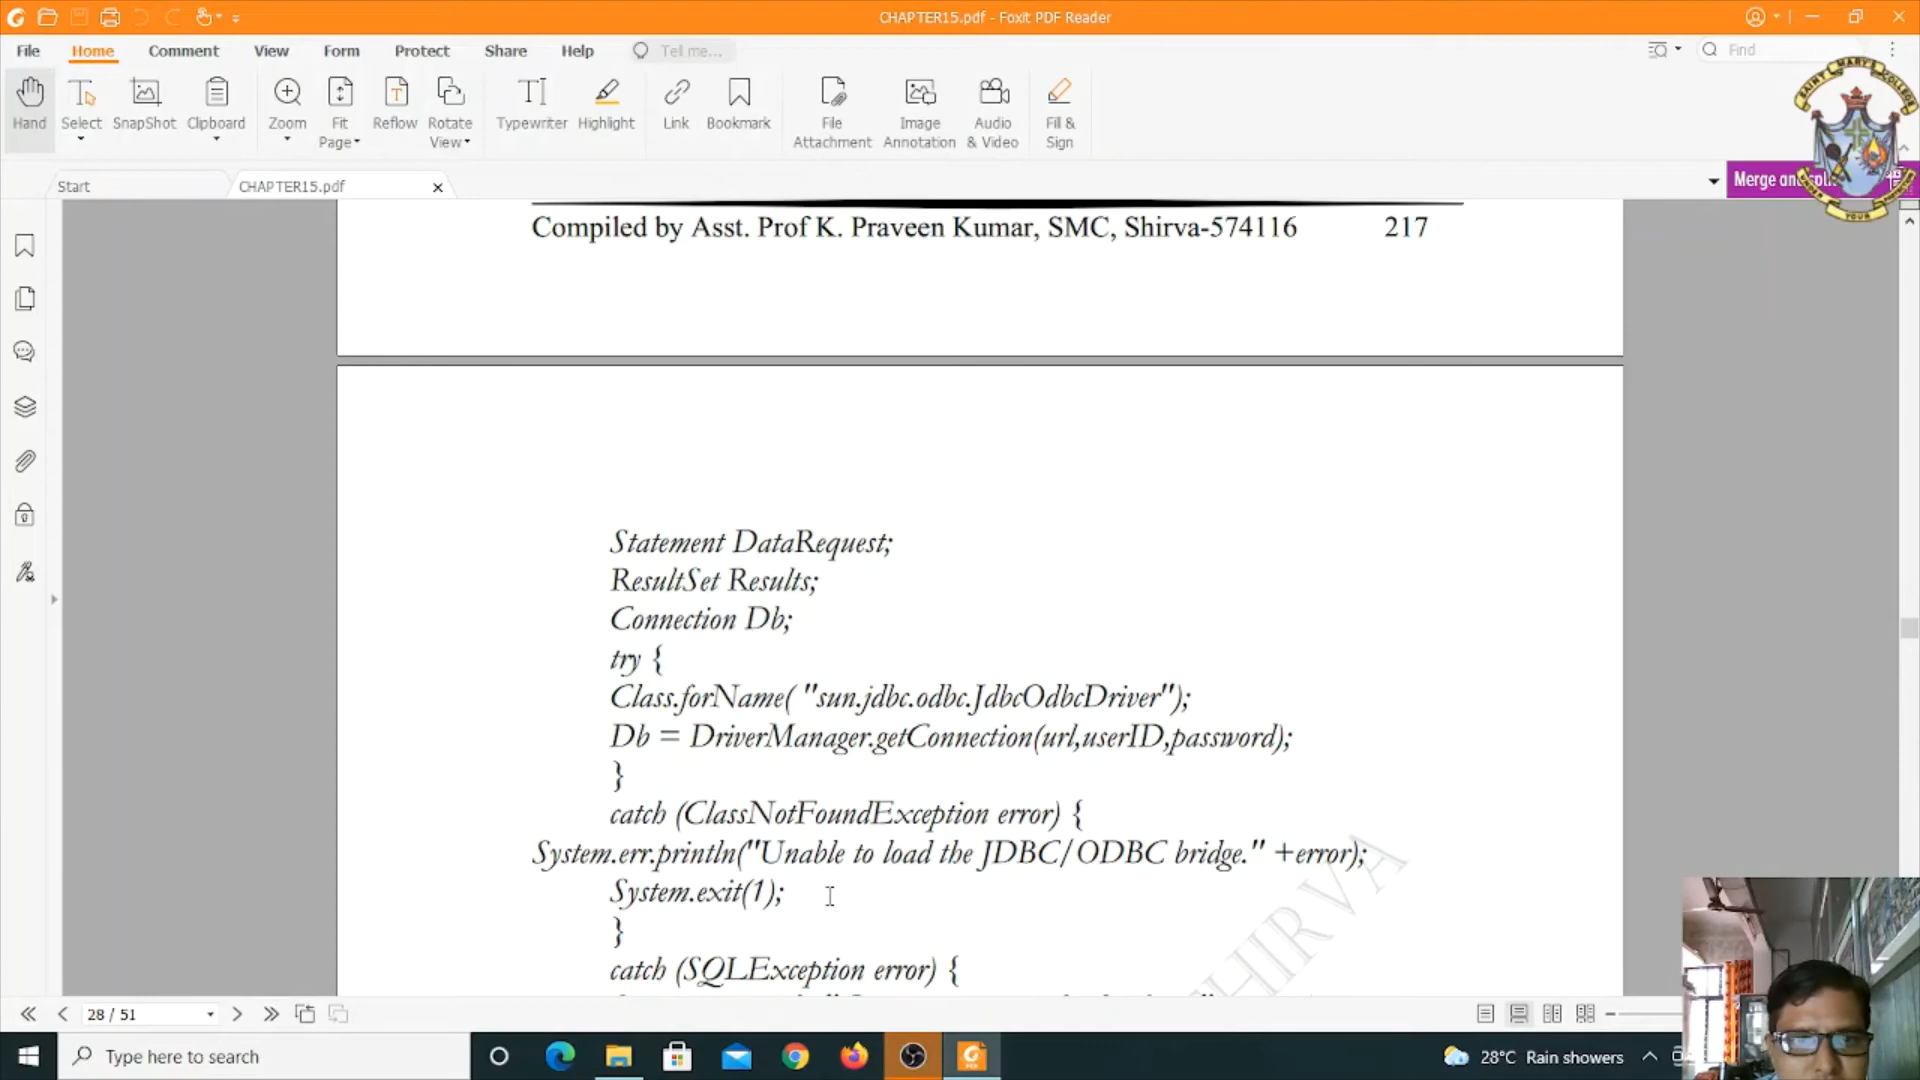 CHAPTER15.pdf - Foxit PDF Reader
File Home Comment View Form Protect Share Help Tell me... Find
Hand Select SnapShot Clipboard Zoom Fit Page Reflow Rotate View Typewriter Highlight Link Bookmark File Attachment Image Annotation Audio & Video Fill & Sign
Start CHAPTER15.pdf
Compiled by Asst. Prof K. Praveen Kumar, SMC, Shirva-574116 217
Statement DataRequest;
ResultSet Results;
Connection Db;
try {
Class.forName( "sun.jdbc.odbc.JdbcOdbcDriver");
Db = DriverManager.getConnection(url,userID,password);
}
catch (ClassNotFoundException error) {
System.err.println("Unable to load the JDBC/ODBC bridge." +error);
System.exit(1);
}
catch (SQLException error) {
SHIRVA
28 / 51
Type here to search
28°C Rain showers